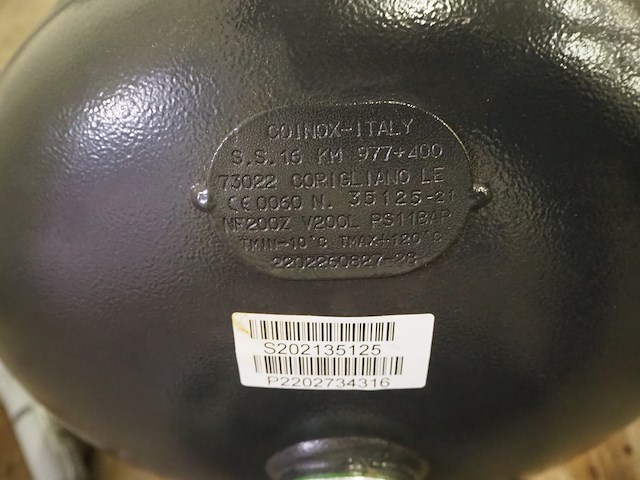 COINOX-ITALY
S.S.16 KM 977+400
73022 CORIGLIANO LE
CE 0060 N. 35125-21
NF200Z V200L PS11BAR
TMIN-10°C TMAX+120°C
2202260827-28
S202135125
P2202734316